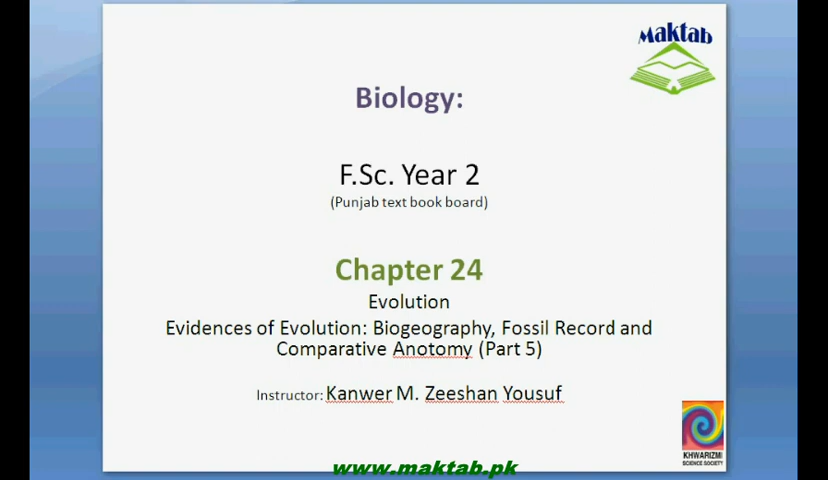 Maktab
Biology:
F.Sc. Year 2
(Punjab text book board)
Chapter 24
Evolution
Evidences of Evolution: Biogeography, Fossil Record and
Comparative Anotomy (Part 5)
Instructor: Kanwer M. Zeeshan Yousuf
KHWARIZMI
SCIENCE SOCIETY
www.maktab.pk